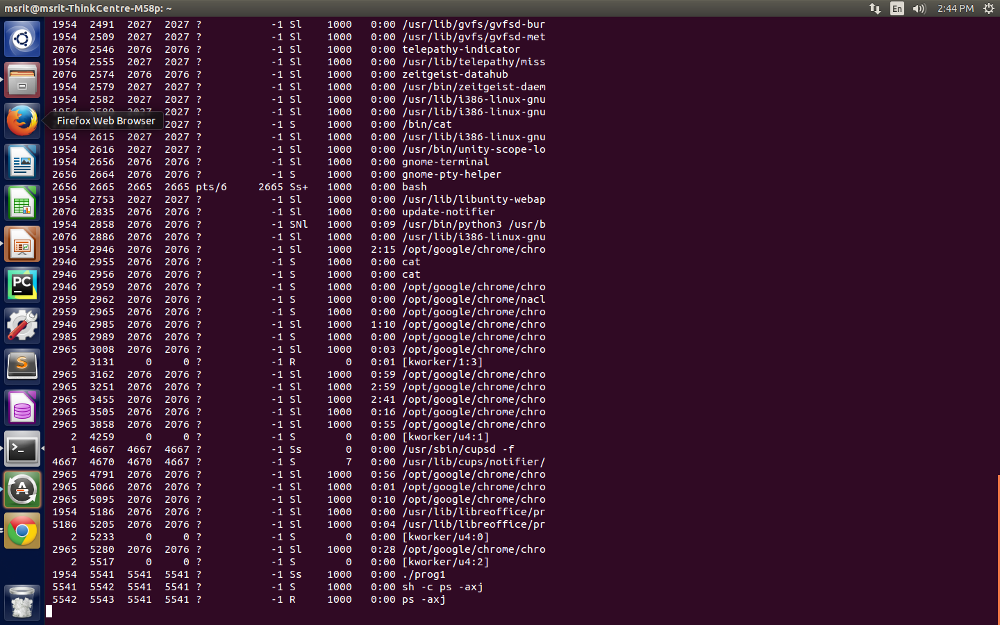 msrit@msrit-ThinkCentre-M58p: ~ En 2:44 PM
1954 2491 2027 2027 ? -1 Sl 1000 0:00 /usr/lib/gvfs/gvfsd-bur
1954 2509 2027 2027 ? -1 Sl 1000 0:00 /usr/lib/gvfs/gvfsd-met
2076 2546 2076 2076 ? -1 Sl 1000 0:00 telepathy-indicator
1954 2555 2027 2027 ? -1 Sl 1000 0:00 /usr/lib/telepathy/miss
2076 2574 2076 2076 ? -1 Sl 1000 0:00 zeitgeist-datahub
1954 2579 2027 2027 ? -1 Sl 1000 0:00 /usr/bin/zeitgeist-daem
1954 2582 2027 2027 ? -1 Sl 1000 0:00 /usr/lib/i386-linux-gnu
1954 2589 2027 2027 ? -1 Sl 1000 0:00 /usr/lib/i386-linux-gnu
Firefox Web Browser
2027 ? -1 S 1000 0:00 /bin/cat
1954 2615 2027 2027 ? -1 Sl 1000 0:00 /usr/lib/i386-linux-gnu
1954 2616 2027 2027 ? -1 Sl 1000 0:00 /usr/bin/unity-scope-lo
1954 2656 2076 2076 ? -1 Sl 1000 0:00 gnome-terminal
2656 2664 2076 2076 ? -1 S 1000 0:00 gnome-pty-helper
2656 2665 2665 2665 pts/6 2665 Ss+ 1000 0:00 bash
1954 2753 2027 2027 ? -1 Sl 1000 0:00 /usr/lib/libunity-webap
2076 2835 2076 2076 ? -1 Sl 1000 0:00 update-notifier
1954 2858 2076 2076 ? -1 SNl 1000 0:09 /usr/bin/python3 /usr/b
2076 2886 2076 2076 ? -1 Sl 1000 0:00 /usr/lib/i386-linux-gnu
1954 2946 2076 2076 ? -1 Sl 1000 2:15 /opt/google/chrome/chro
2946 2955 2076 2076 ? -1 S 1000 0:00 cat
2946 2956 2076 2076 ? -1 S 1000 0:00 cat
2946 2959 2076 2076 ? -1 S 1000 0:00 /opt/google/chrome/chro
2959 2962 2076 2076 ? -1 S 1000 0:00 /opt/google/chrome/nacl
2959 2965 2076 2076 ? -1 S 1000 0:00 /opt/google/chrome/chro
2946 2985 2076 2076 ? -1 Sl 1000 1:10 /opt/google/chrome/chro
2985 2989 2076 2076 ? -1 S 1000 0:00 /opt/google/chrome/chro
2965 3008 2076 2076 ? -1 Sl 1000 0:03 /opt/google/chrome/chro
2 3131 0 0 ? -1 R 0 0:01 [kworker/1:3]
2965 3162 2076 2076 ? -1 Sl 1000 0:59 /opt/google/chrome/chro
2965 3251 2076 2076 ? -1 Sl 1000 2:59 /opt/google/chrome/chro
2965 3455 2076 2076 ? -1 Sl 1000 2:41 /opt/google/chrome/chro
2965 3505 2076 2076 ? -1 Sl 1000 0:16 /opt/google/chrome/chro
2965 3858 2076 2076 ? -1 Sl 1000 0:55 /opt/google/chrome/chro
2 4259 0 0 ? -1 S 0 0:00 [kworker/u4:1]
1 4667 4667 4667 ? -1 Ss 0 0:00 /usr/sbin/cupsd -f
4667 4670 4670 4667 ? -1 S 7 0:00 /usr/lib/cups/notifier/
2965 4791 2076 2076 ? -1 Sl 1000 0:56 /opt/google/chrome/chro
2965 5066 2076 2076 ? -1 Sl 1000 0:01 /opt/google/chrome/chro
2965 5095 2076 2076 ? -1 Sl 1000 0:10 /opt/google/chrome/chro
1954 5186 2076 2076 ? -1 Sl 1000 0:00 /usr/lib/libreoffice/pr
5186 5205 2076 2076 ? -1 Sl 1000 0:04 /usr/lib/libreoffice/pr
2 5233 0 0 ? -1 S 0 0:00 [kworker/u4:0]
2965 5280 2076 2076 ? -1 Sl 1000 0:28 /opt/google/chrome/chro
2 5517 0 0 ? -1 S 0 0:00 [kworker/u4:2]
1954 5541 5541 5541 ? -1 Ss 1000 0:00 ./prog1
5541 5542 5541 5541 ? -1 S 1000 0:00 sh -c ps -axj
5542 5543 5541 5541 ? -1 R 1000 0:00 ps -axj
PC
S
A